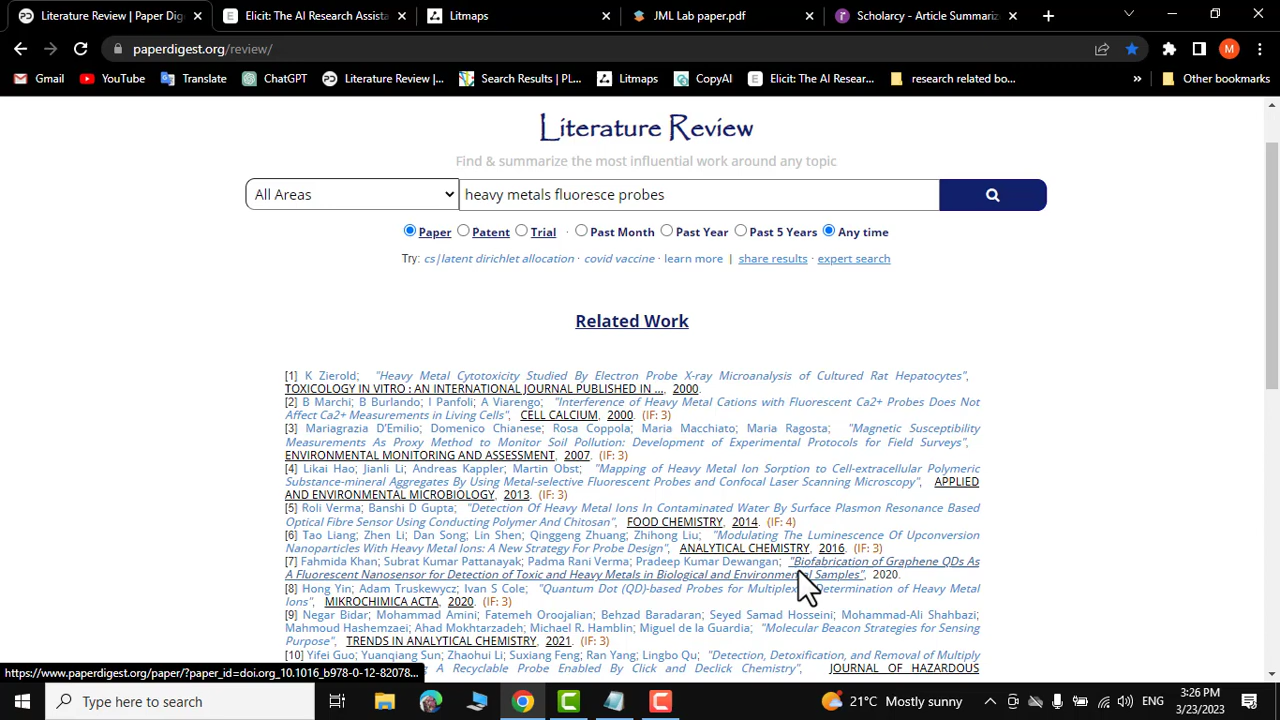 Literature Review | Paper Dig
Elicit: The AI Research Assista
Litmaps
JML Lab paper.pdf
Scholarcy - Article Summariz
paperdigest.org/review/
M
Gmail
YouTube
Translate
ChatGPT
Literature Review |...
Search Results | PL...
Litmaps
CopyAI
Elicit: The AI Resear...
research related bo...
»
Other bookmarks
Literature Review
Find & summarize the most influential work around any topic
All Areas
heavy metals fluoresce probes
Paper Patent Trial · Past Month Past Year Past 5 Years Any time
Try: cs|latent dirichlet allocation · covid vaccine · learn more | share results | expert search
Related Work
[1] K Zierold; "Heavy Metal Cytotoxicity Studied By Electron Probe X-ray Microanalysis of Cultured Rat Hepatocytes",
TOXICOLOGY IN VITRO : AN INTERNATIONAL JOURNAL PUBLISHED IN ..., 2000.
[2] B Marchi; B Burlando; I Panfoli; A Viarengo; "Interference of Heavy Metal Cations with Fluorescent Ca2+ Probes Does Not
Affect Ca2+ Measurements in Living Cells", CELL CALCIUM, 2000. (IF: 3)
[3] Mariagrazia D'Emilio; Domenico Chianese; Rosa Coppola; Maria Macchiato; Maria Ragosta; "Magnetic Susceptibility
Measurements As Proxy Method to Monitor Soil Pollution: Development of Experimental Protocols for Field Surveys",
ENVIRONMENTAL MONITORING AND ASSESSMENT, 2007. (IF: 3)
[4] Likai Hao; Jianli Li; Andreas Kappler; Martin Obst; "Mapping of Heavy Metal Ion Sorption to Cell-extracellular Polymeric
Substance-mineral Aggregates By Using Metal-selective Fluorescent Probes and Confocal Laser Scanning Microscopy", APPLIED
AND ENVIRONMENTAL MICROBIOLOGY, 2013. (IF: 3)
[5] Roli Verma; Banshi D Gupta; "Detection Of Heavy Metal Ions In Contaminated Water By Surface Plasmon Resonance Based
Optical Fibre Sensor Using Conducting Polymer And Chitosan", FOOD CHEMISTRY, 2014. (IF: 4)
[6] Tao Liang; Zhen Li; Dan Song; Lin Shen; Qinggeng Zhuang; Zhihong Liu; "Modulating The Luminescence Of Upconversion
Nanoparticles With Heavy Metal Ions: A New Strategy For Probe Design", ANALYTICAL CHEMISTRY, 2016. (IF: 3)
[7] Fahmida Khan; Subrat Kumar Pattanayak; Padma Rani Verma; Pradeep Kumar Dewangan; "Biofabrication of Graphene QDs As
A Fluorescent Nanosensor for Detection of Toxic and Heavy Metals in Biological and Environmental Samples", 2020.
[8] Hong Yin; Adam Truskewycz; Ivan S Cole; "Quantum Dot (QD)-based Probes for Multiplexed Determination of Heavy Metal
Ions", MIKROCHIMICA ACTA, 2020. (IF: 3)
[9] Negar Bidar; Mohammad Amini; Fatemeh Oroojalian; Behzad Baradaran; Seyed Samad Hosseini; Mohammad-Ali Shahbazi;
Mahmoud Hashemzaei; Ahad Mokhtarzadeh; Michael R. Hamblin; Miguel de la Guardia; "Molecular Beacon Strategies for Sensing
Purpose", TRENDS IN ANALYTICAL CHEMISTRY, 2021. (IF: 3)
[10] Yifei Guo; Yuanqiang Sun; Zhaohui Li; Suxiang Feng; Ran Yang; Lingbo Qu; "Detection, Detoxification, and Removal of Multiply
A Recyclable Probe Enabled By Click and Declick Chemistry", JOURNAL OF HAZARDOUS
https://www.paperdigest.org/paper/?paper_id=doi.org_10.1016_b978-0-12-82078...
Type here to search
21°C Mostly sunny
ENG
3:26 PM
3/23/2023